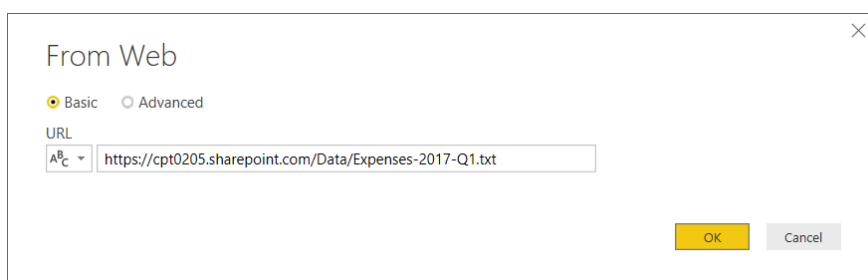 From Web
Basic Advanced
URL
ABC https://cpt0205.sharepoint.com/Data/Expenses-2017-Q1.txt
OK Cancel